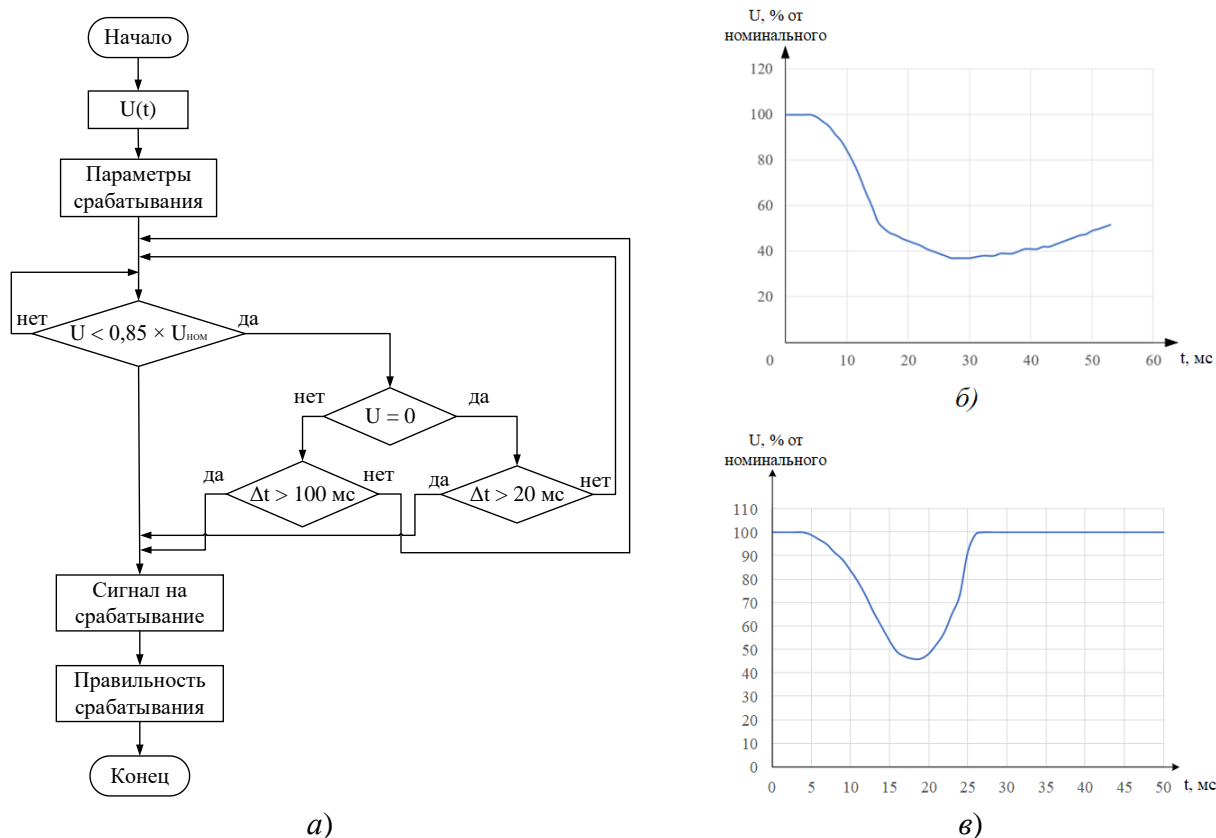 Начало
U(t)
Параметры
срабатывания
нет
U < 0,85 × Uном
да
нет
U = 0
да
да
Δt > 100 мс
нет
да
Δt > 20 мс
нет
Сигнал на
срабатывание
Правильность
срабатывания
Конец
а)
U, % от
номинального
120
100
80
60
40
20
0
10
20
30
40
50
60
t, мс
б)
U, % от
номинального
110
100
90
80
70
60
50
40
30
20
10
0
0
5
10
15
20
25
30
35
40
45
50
t, мс
в)